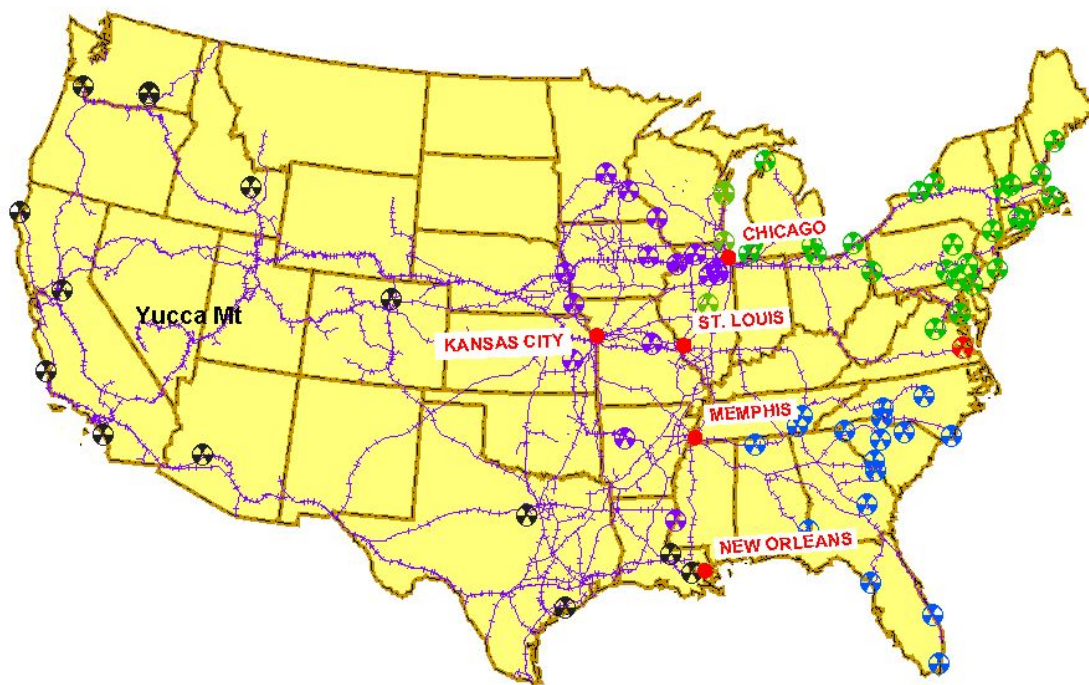 CHICAGO
Yucca Mt
ST. LOUIS
KANSAS CITY
MEMPHIS
NEW ORLEANS